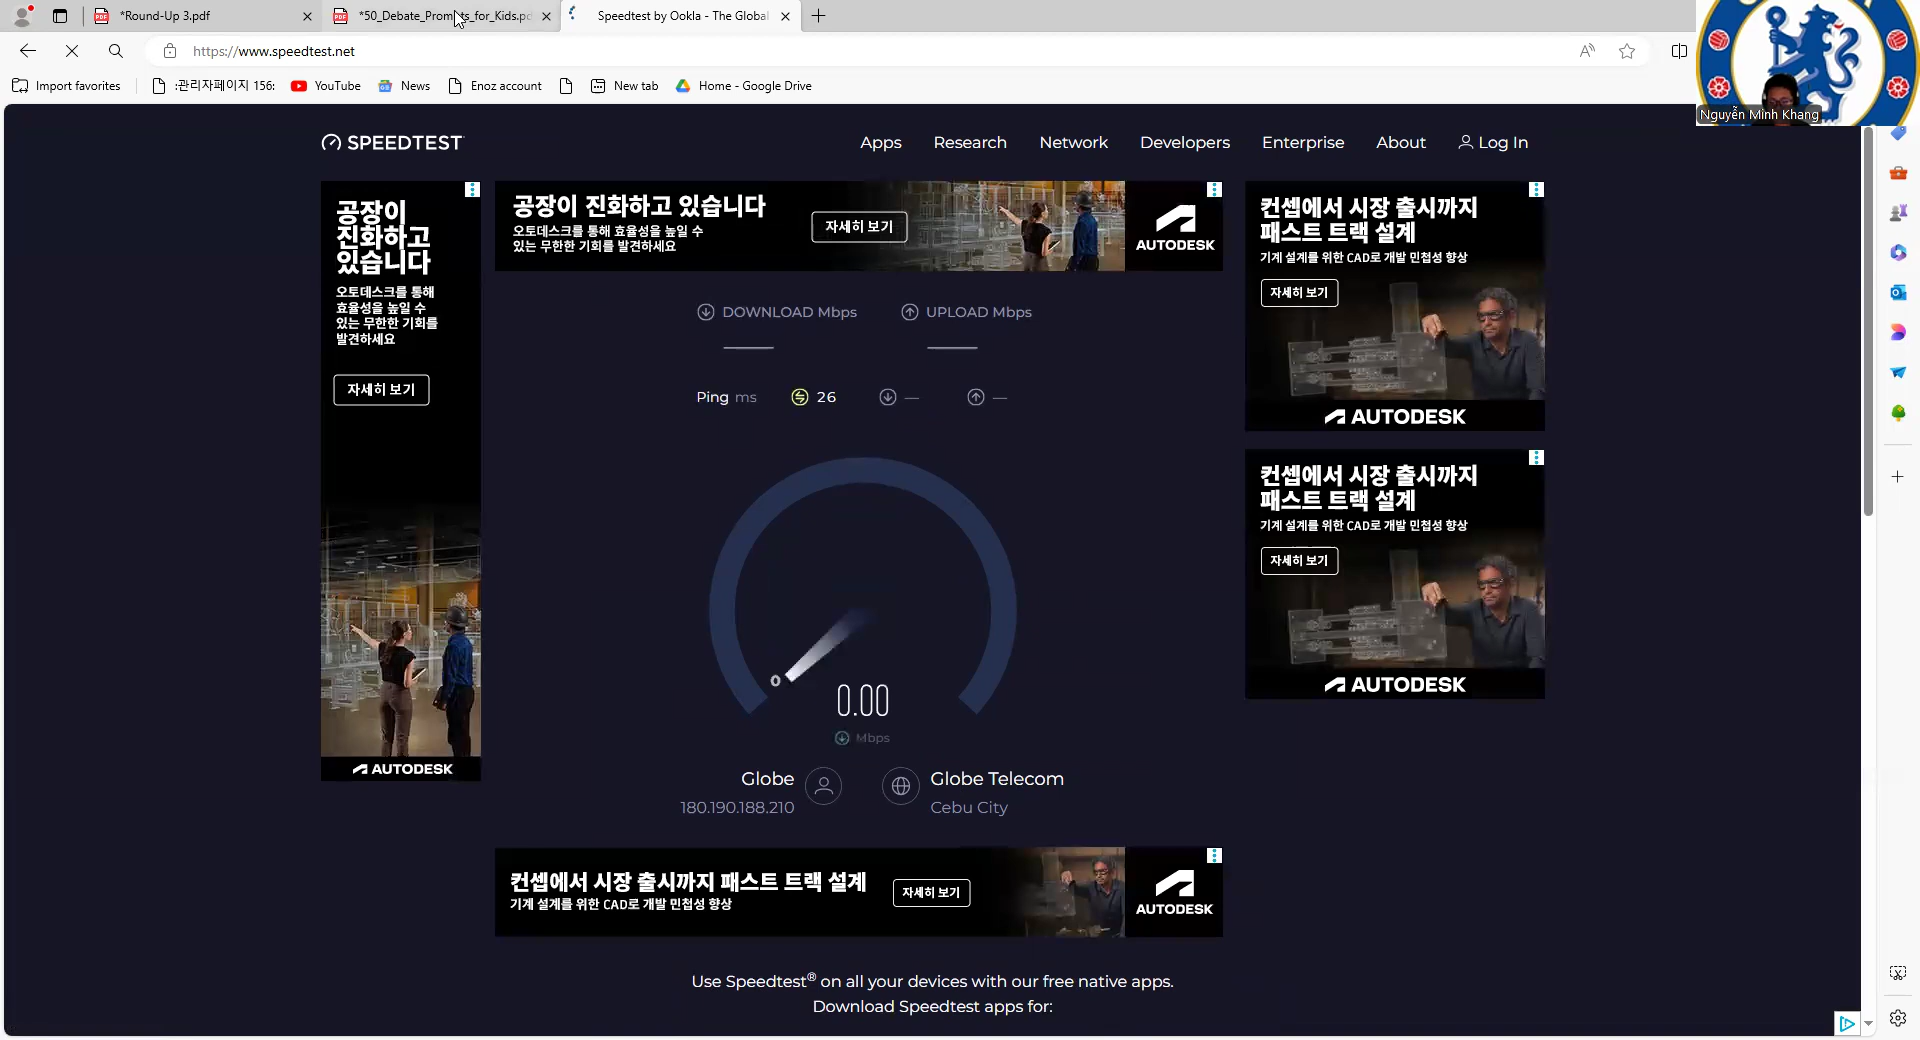 *Round-Up 3.pdf
*50_Debate_Prompts_for_Kids.pd
Speedtest by Ookla - The Global
https://www.speedtest.net
Import favorites
:관리자페이지 156:
YouTube
News
Enoz account
New tab
Home - Google Drive
Nguyễn Minh Khang
SPEEDTEST
Apps
Research
Network
Developers
Enterprise
About
Log In
공장이
진화하고
있습니다
오토데스크를 통해
효율성을 높일 수
있는 무한한 기회를
발견하세요
자세히 보기
AUTODESK
공장이 진화하고 있습니다
오토데스크를 통해 효율성을 높일 수
있는 무한한 기회를 발견하세요
자세히 보기
AUTODESK
컨셉에서 시장 출시까지
패스트 트랙 설계
기계 설계를 위한 CAD로 개발 민첩성 향상
자세히 보기
AUTODESK
DOWNLOAD Mbps
UPLOAD Mbps
Ping ms
26
—
—
컨셉에서 시장 출시까지
패스트 트랙 설계
기계 설계를 위한 CAD로 개발 민첩성 향상
자세히 보기
AUTODESK
0
0.00
Mbps
Globe
180.190.188.210
Globe Telecom
Cebu City
컨셉에서 시장 출시까지 패스트 트랙 설계
기계 설계를 위한 CAD로 개발 민첩성 향상
자세히 보기
AUTODESK
Use Speedtest® on all your devices with our free native apps.
Download Speedtest apps for: